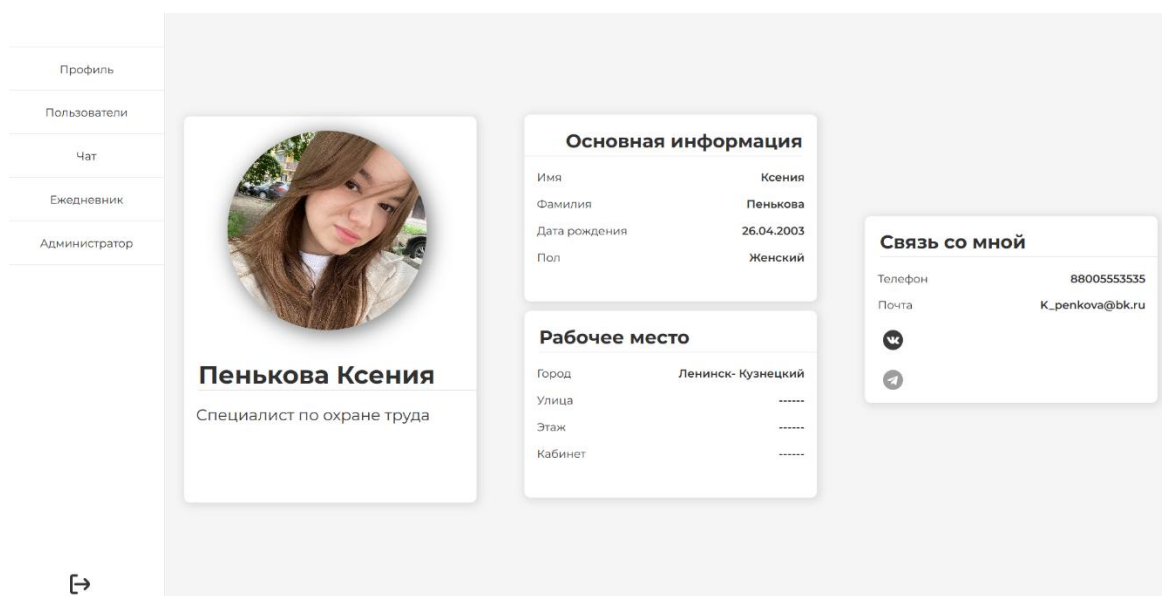 Профиль
Пользователи
Чат
Ежедневник
Администратор
Пенькова Ксения
Специалист по охране труда
Основная информация
Имя Ксения
Фамилия Пенькова
Дата рождения 26.04.2003
Пол Женский
Рабочее место
Город Ленинск- Кузнецкий
Улица ------
Этаж ------
Кабинет ------
Связь со мной
Телефон 88005553535
Почта K_penkova@bk.ru